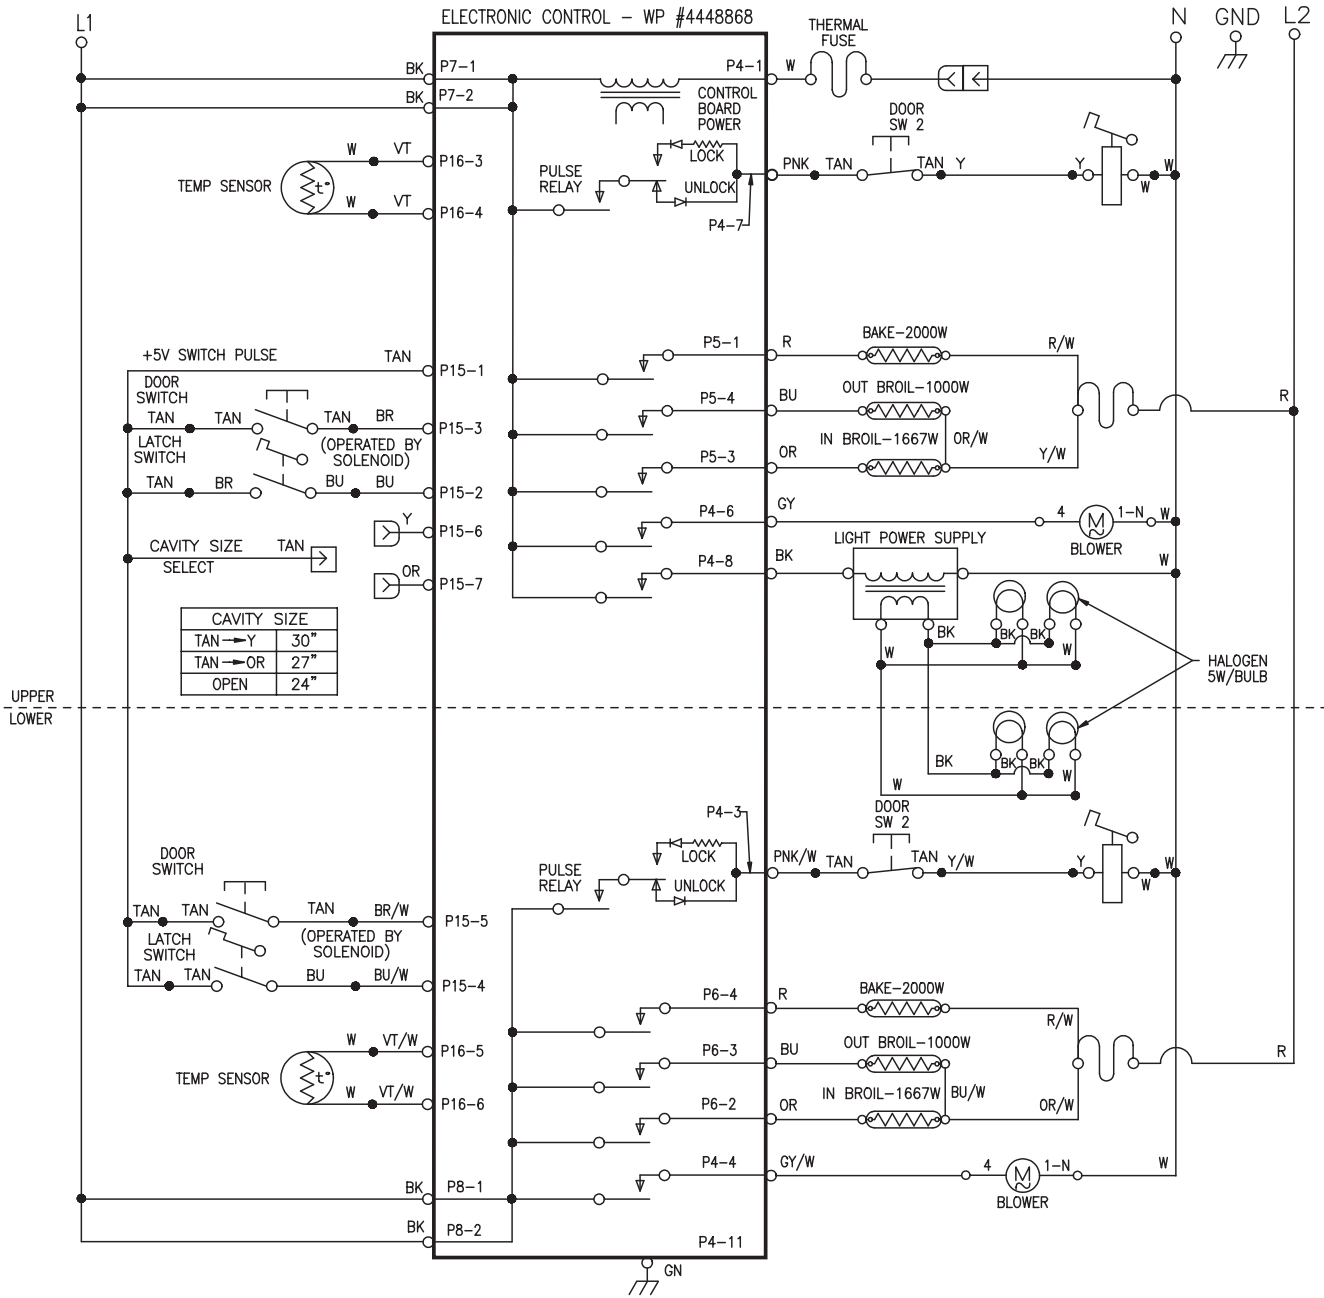 ELECTRONIC CONTROL – WP #4448868
L1
N
GND
L2
THERMAL
FUSE
BK
P7-1
P4-1
W
BK
P7-2
CONTROL
BOARD
POWER
DOOR
SW 2
W
VT
P16-3
LOCK
PULSE
RELAY
PNK
TAN
TAN
Y
Y
W
W
TEMP SENSOR
t°
UNLOCK
W
VT
P16-4
P4-7
+5V SWITCH PULSE
TAN
P15-1
P5-1
R
BAKE-2000W
R/W
DOOR
SWITCH
TAN
TAN
TAN
BR
P15-3
P5-4
BU
OUT BROIL-1000W
R
LATCH
SWITCH
(OPERATED BY
SOLENOID)
P5-3
OR
IN BROIL-1667W
OR/W
Y/W
TAN
BR
BU
BU
P15-2
P4-6
GY
4
M
1-N
W
BLOWER
Y
P15-6
CAVITY SIZE
SELECT
TAN
P4-8
BK
LIGHT POWER SUPPLY
W
OR
P15-7
CAVITY SIZE
TAN→Y 30"
TAN→OR 27"
OPEN 24"
BK
BK
BK
W
W
HALOGEN
5W/BULB
UPPER
LOWER
BK
BK
BK
W
W
DOOR
SW 2
P4-3
LOCK
PULSE
RELAY
UNLOCK
PNK/W
TAN
TAN
Y/W
Y
W
W
DOOR
SWITCH
TAN
TAN
TAN
BR/W
P15-5
LATCH
SWITCH
(OPERATED BY
SOLENOID)
TAN
TAN
BU
BU/W
P15-4
P6-4
R
BAKE-2000W
R/W
W
VT/W
P16-5
P6-3
BU
OUT BROIL-1000W
R
TEMP SENSOR
t°
W
VT/W
P16-6
P6-2
OR
IN BROIL-1667W
BU/W
OR/W
P4-4
GY/W
4
M
1-N
W
BLOWER
BK
P8-1
BK
P8-2
P4-11
GN